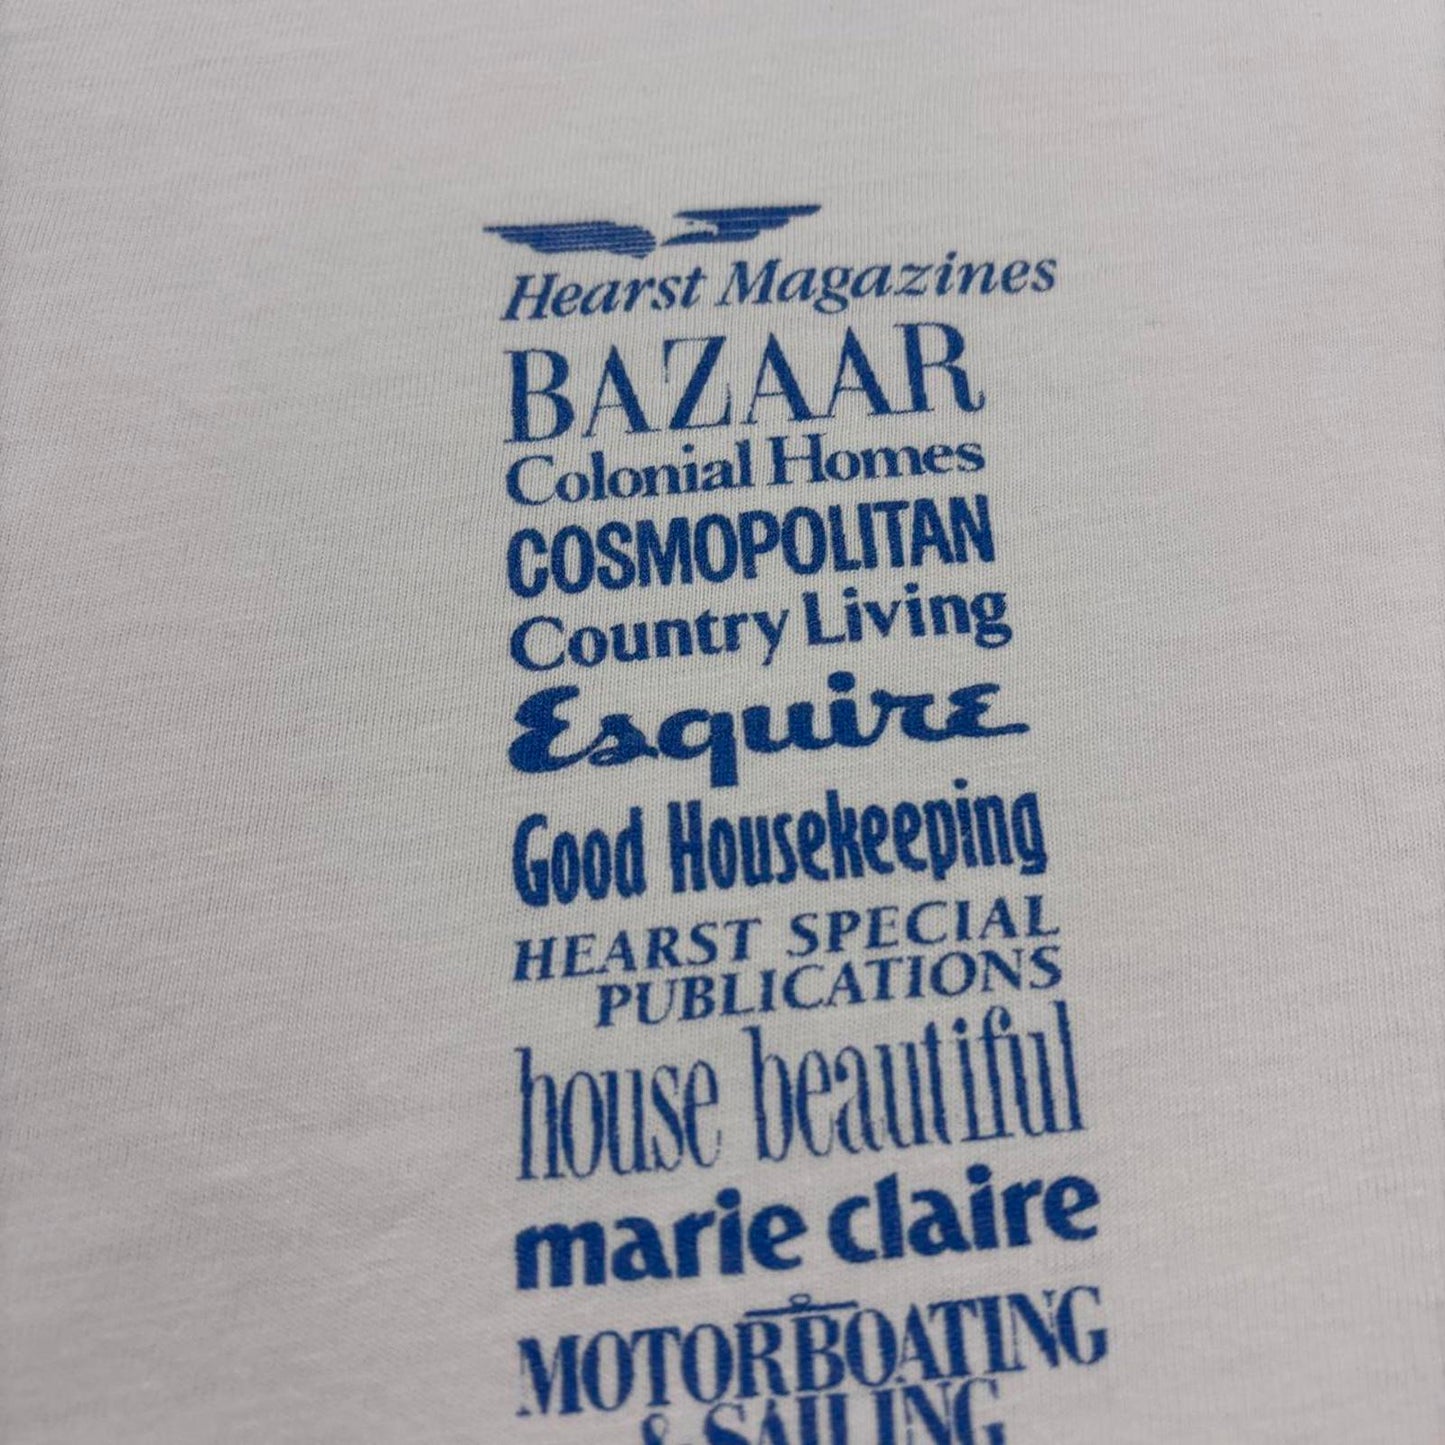 Hearst Magazines
BAZAAR
Colonial Homes
COSMOPOLITAN
Country Living
Esquire
Good Housekeeping
HEARST SPECIAL
PUBLICATIONS
house beautiful
marie claire
MOTORBOATING
& SAILING